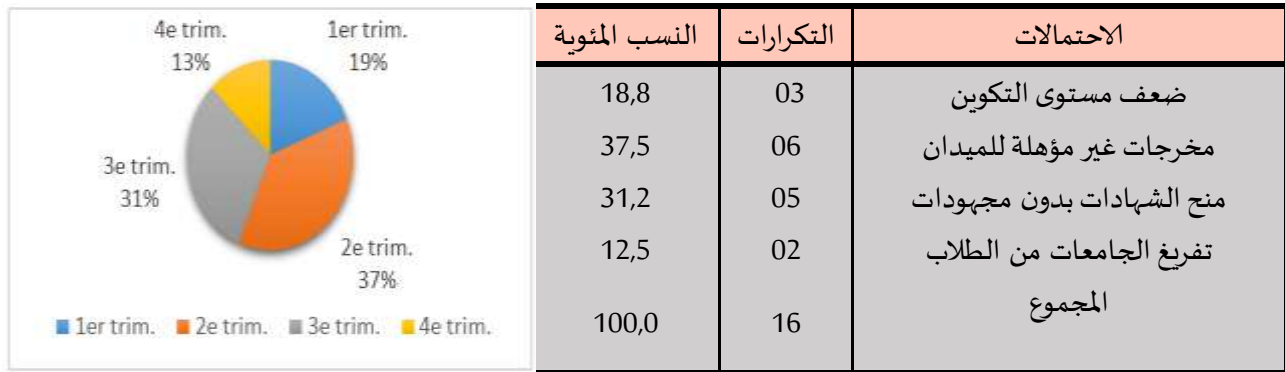 4e trim.
13%
1er trim.
19%
3e trim.
31%
2e trim.
37%
1er trim. 2e trim. 3e trim. 4e trim.
الاحتمالات التكرارات النسب المئوية
ضعف مستوى التكوين 03 18,8
مخرجات غير مؤهلة للميدان 06 37,5
منح الشهادات بدون مجهودات 05 31,2
تفريغ الجامعات من الطلاب 02 12,5
المجموع 16 100,0